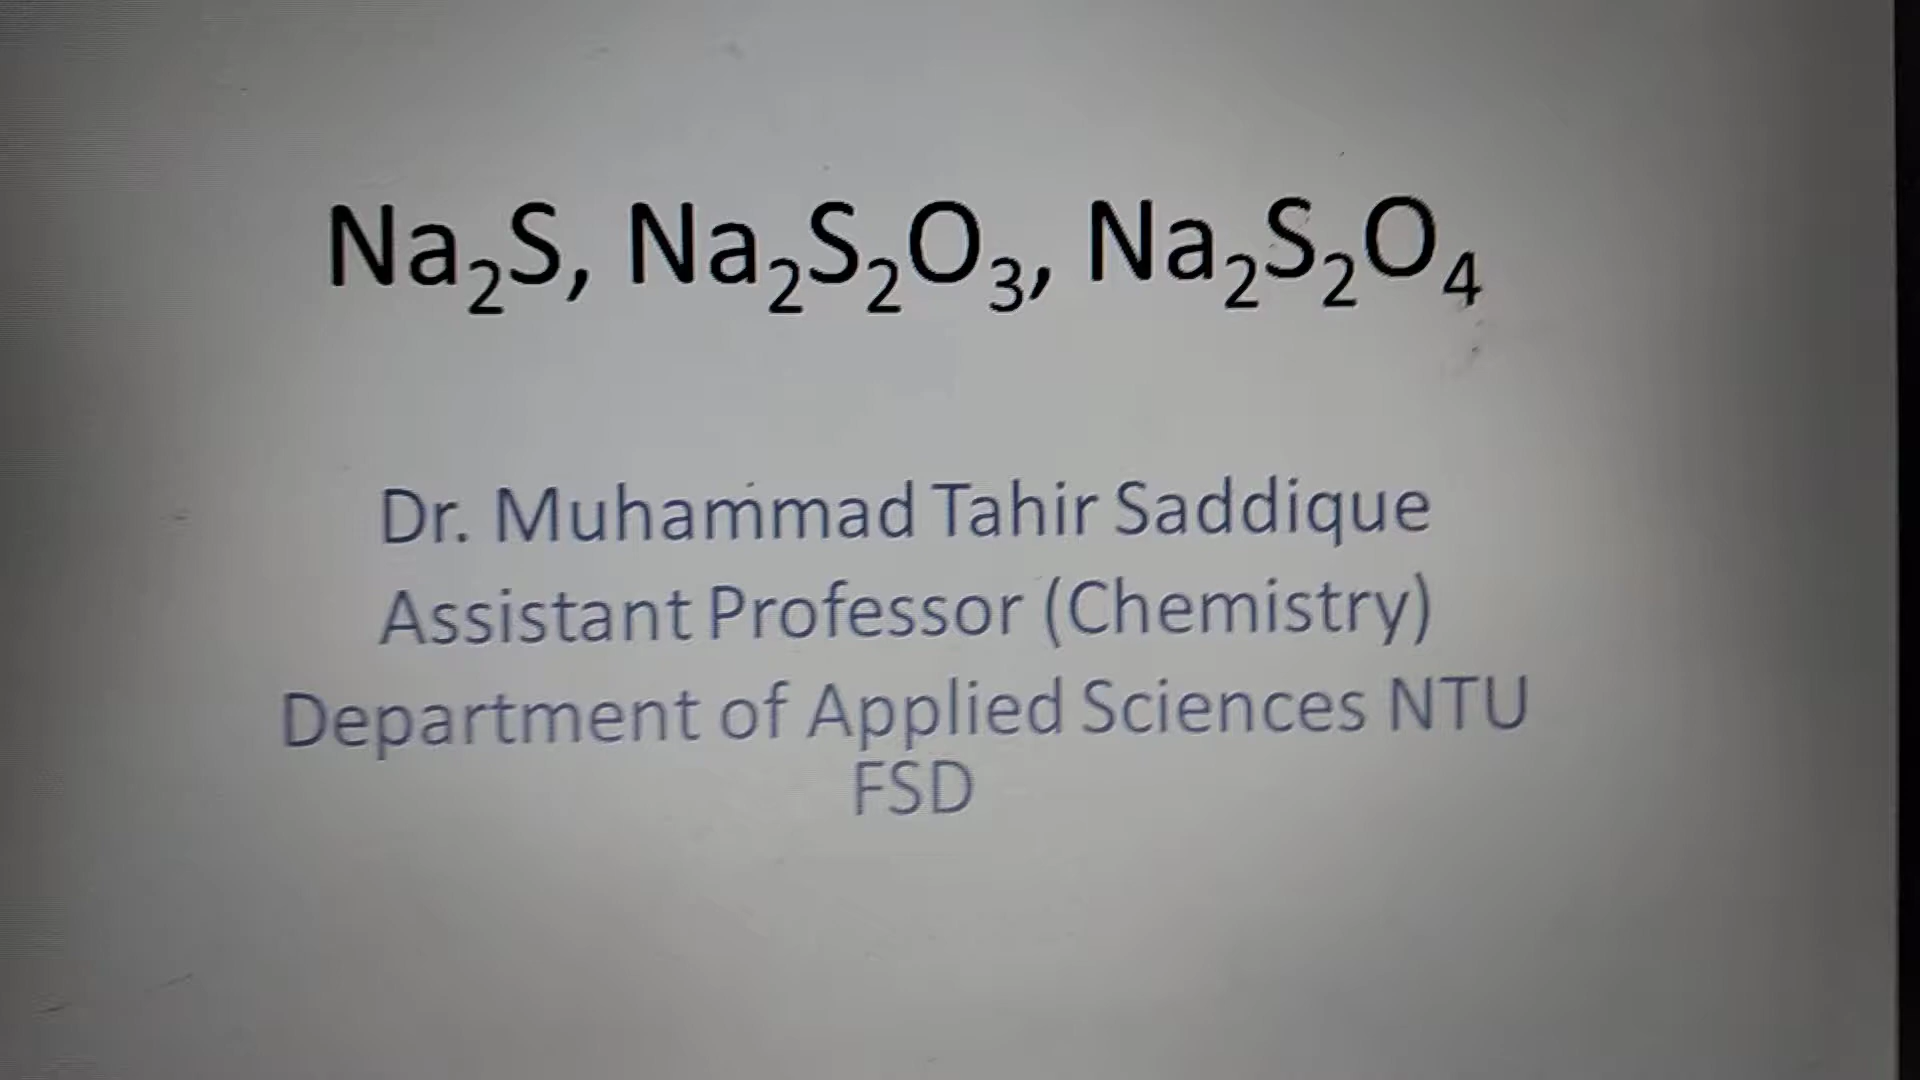 Na₂S, Na₂S₂O₃, Na₂S₂O₄
Dr. Muhammad Tahir Saddique
Assistant Professor (Chemistry)
Department of Applied Sciences NTU
FSD